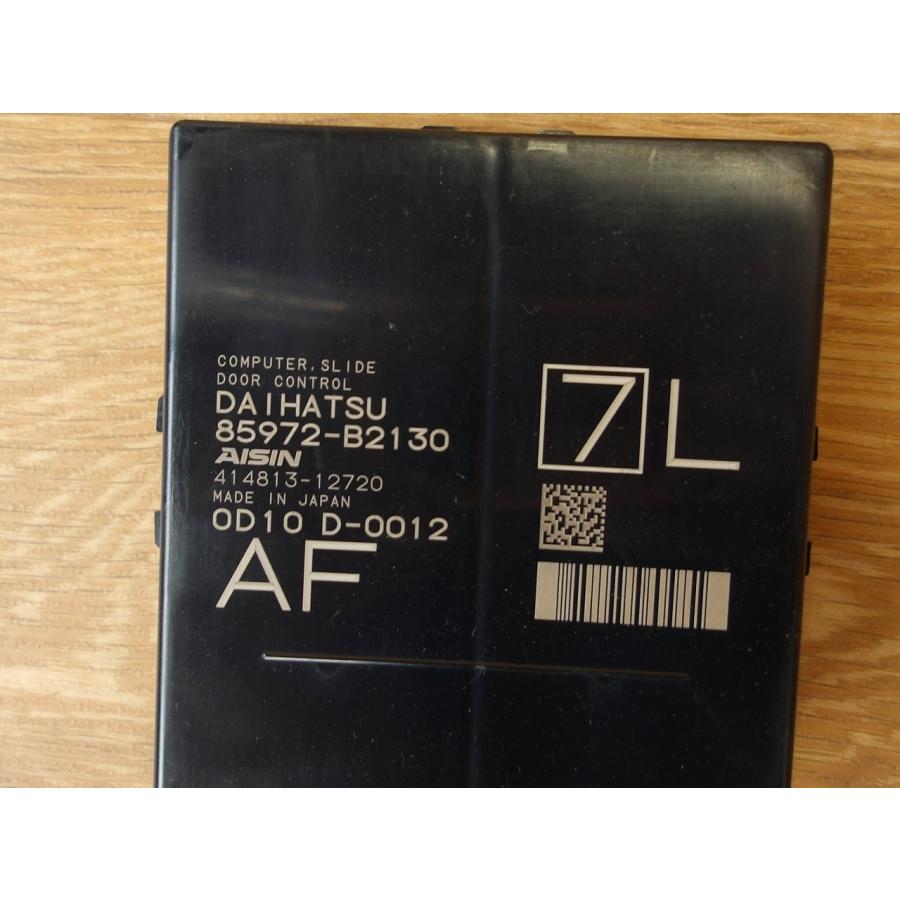 COMPUTER,SLIDE
DOOR CONTROL
DAIHATSU
85972-B2130
AISIN
414813-12720
MADE IN JAPAN
0D10 D-0012
AF
7L